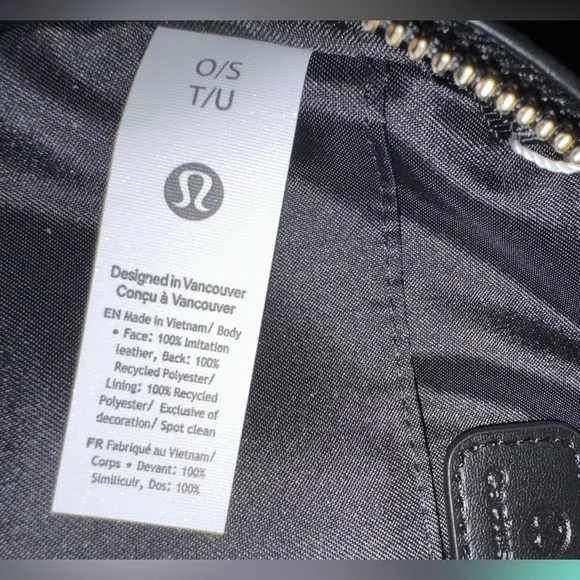 O/S
T/U
Designed in Vancouver
Conçu à Vancouver
EN Made in Vietnam/ Body
• Face: 100% Imitation
leather, Back: 100%
Recycled Polyester/
Lining: 100% Recycled
Polyester/ Exclusive of
decoration/ Spot clean
FR Fabriqué au Vietnam/
Corps • Devant: 100%
Similicuir, Dos: 100%